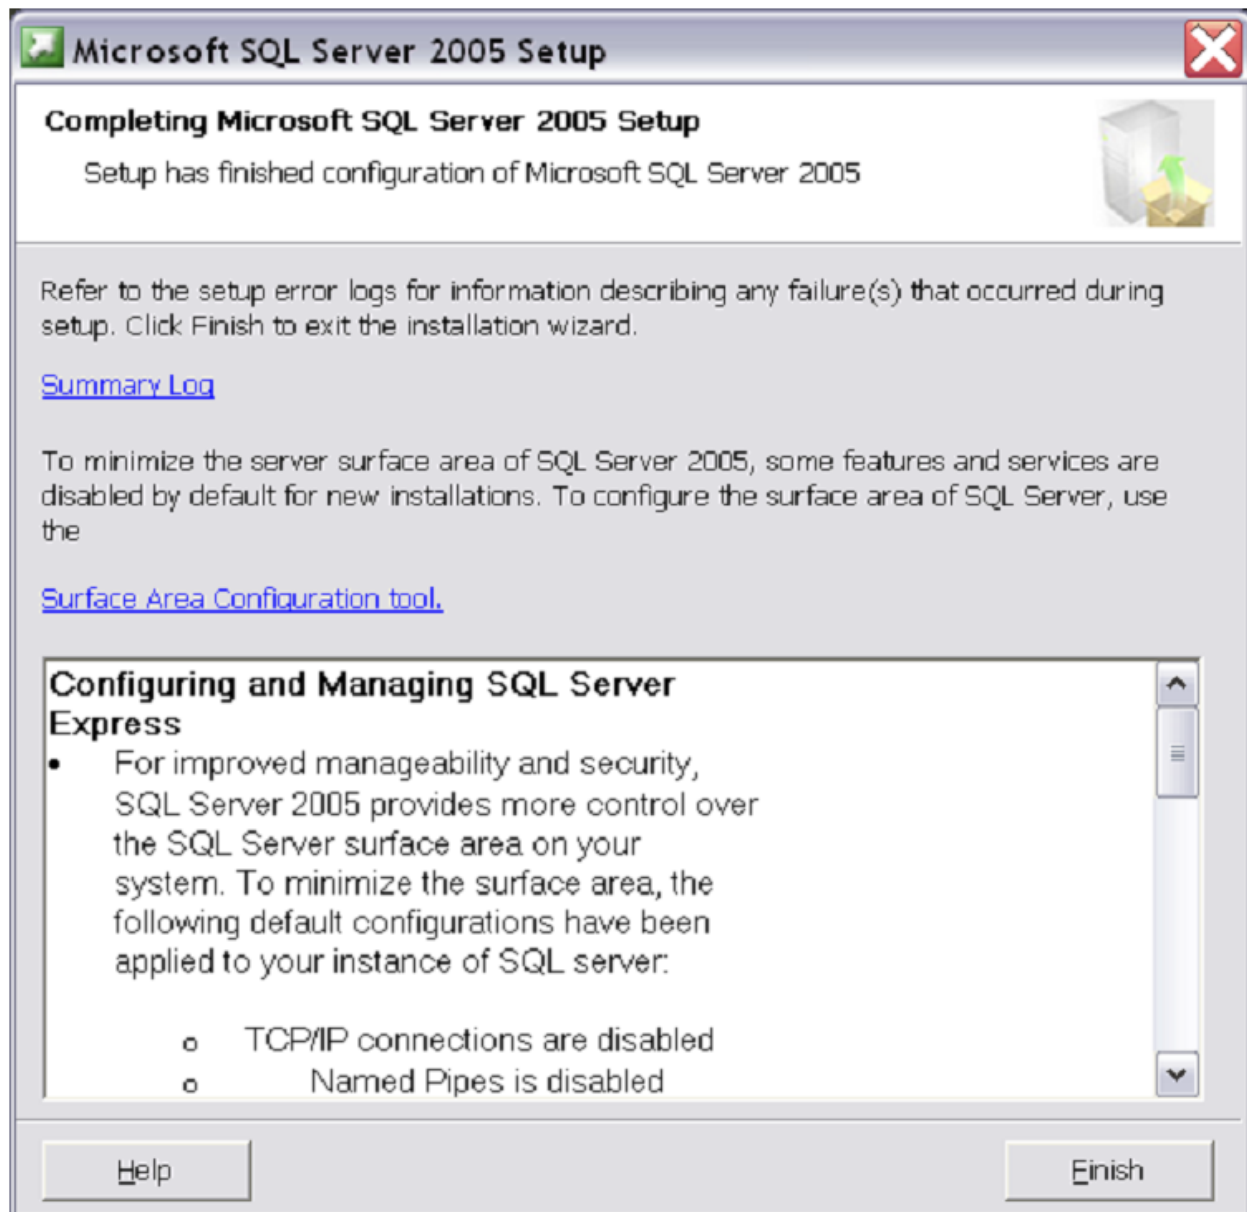 Microsoft SQL Server 2005 Setup
Completing Microsoft SQL Server 2005 Setup
Setup has finished configuration of Microsoft SQL Server 2005
Refer to the setup error logs for information describing any failure(s) that occurred during
setup. Click Finish to exit the installation wizard.
Summary Log
To minimize the server surface area of SQL Server 2005, some features and services are
disabled by default for new installations. To configure the surface area of SQL Server, use
the
Surface Area Configuration tool.
Configuring and Managing SQL Server
Express
• For improved manageability and security,
SQL Server 2005 provides more control over
the SQL Server surface area on your
system. To minimize the surface area, the
following default configurations have been
applied to your instance of SQL server:
o TCP/IP connections are disabled
o Named Pipes is disabled
Help
Finish